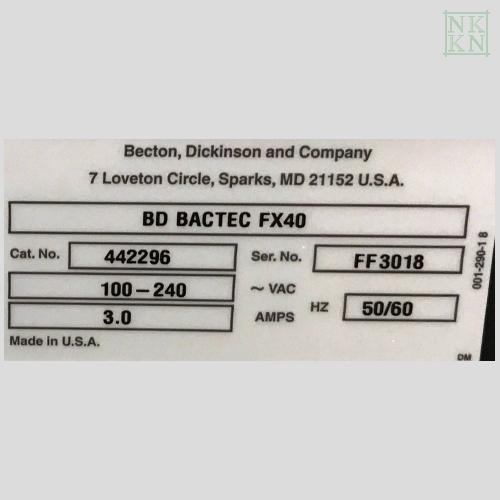 NK
KN
Becton, Dickinson and Company
7 Loveton Circle, Sparks, MD 21152 U.S.A.
BD BACTEC FX40
Cat. No. 442296 Ser. No. FF3018
100-240 ~ VAC
3.0 AMPS HZ 50/60
Made in U.S.A.
001-290-1 8
DM